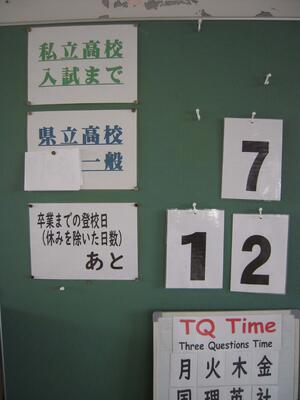 私立高校
入試まで
県立高校
一般
7
卒業までの登校日
（休みを除いた日数）
あと
12
TQ Time
Three Questions Time
月火木金
国理英社